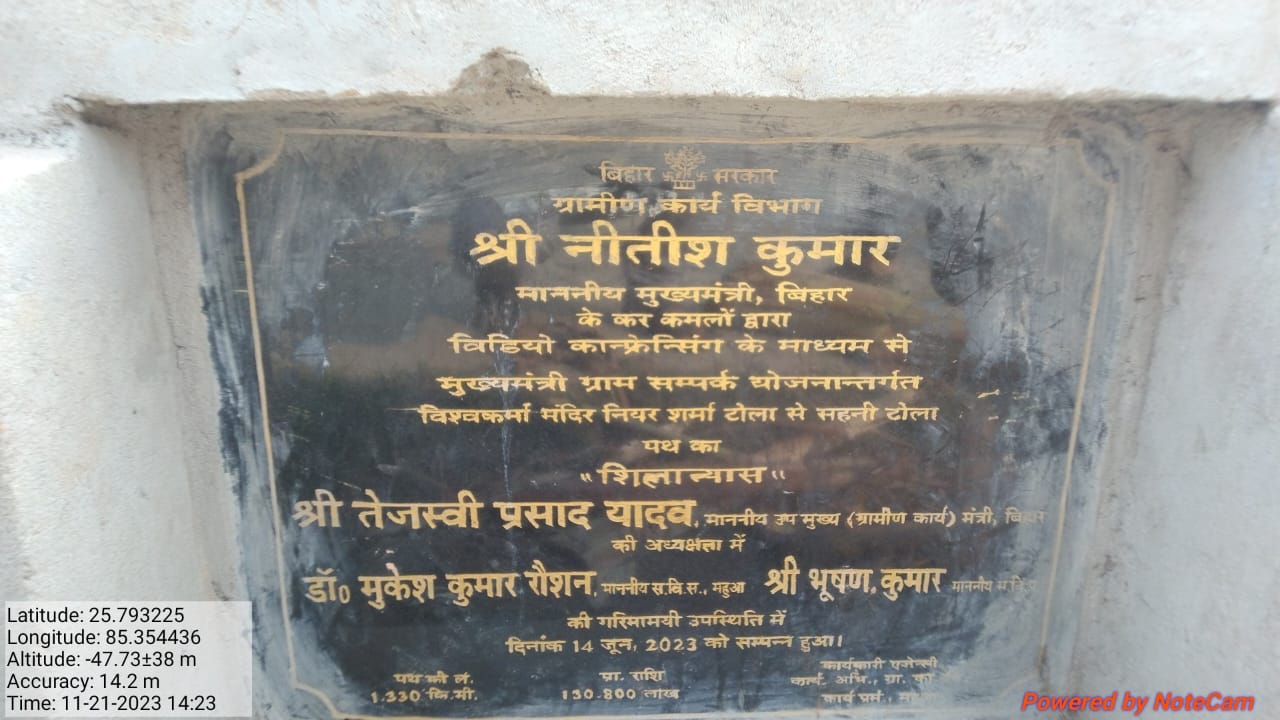 बिहार सरकार
ग्रामीण कार्य विभाग
श्री नीतीश कुमार
माननीय मुख्यमंत्री, बिहार
के कर कमलों द्वारा
विडियो कान्फ्रेन्सिंग के माध्यम से
मुख्यमंत्री ग्राम सम्पर्क योजनान्तर्गत
विश्वकर्मा मंदिर नियर शर्मा टोला से सहनी टोला
पथ का
"शिलान्यास"
श्री तेजस्वी प्रसाद यादव, माननीय उप मुख्य (ग्रामीण कार्य) मंत्री, बिहार
की अध्यक्षता में
डॉ० मुकेश कुमार रौशन, माननीय स.वि.स., महुआ श्री भूषण कुमार माननीय
की गरिमामयी उपस्थिति में
दिनांक 14 जून, 2023 को सम्पन्न हुआ।
पथ की लं. प्रा. राशि कार्यकारी एजेन्सी
1.330 कि.मी. 130.800 लाख कार्य. अभि., ग्रा. का
कार्य प्रमं.,
Latitude: 25.793225
Longitude: 85.354436
Altitude: -47.73±38 m
Accuracy: 14.2 m
Time: 11-21-2023 14:23
Powered by NoteCam